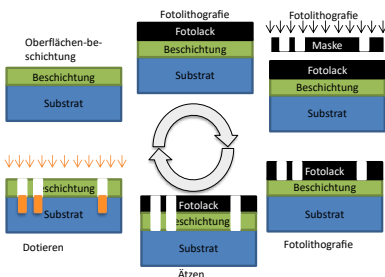 Fotolithografie
Fotolack
Beschichtung
Substrat
Fotolithografie
Maske
Fotolack
Beschichtung
Substrat
Oberflächen-be-
schichtung
Beschichtung
Substrat
Fotolack
Beschichtung
Substrat
Fotolithografie
Fotolack
Beschichtung
Substrat
Ätzen
eschichtung
Substrat
Dotieren